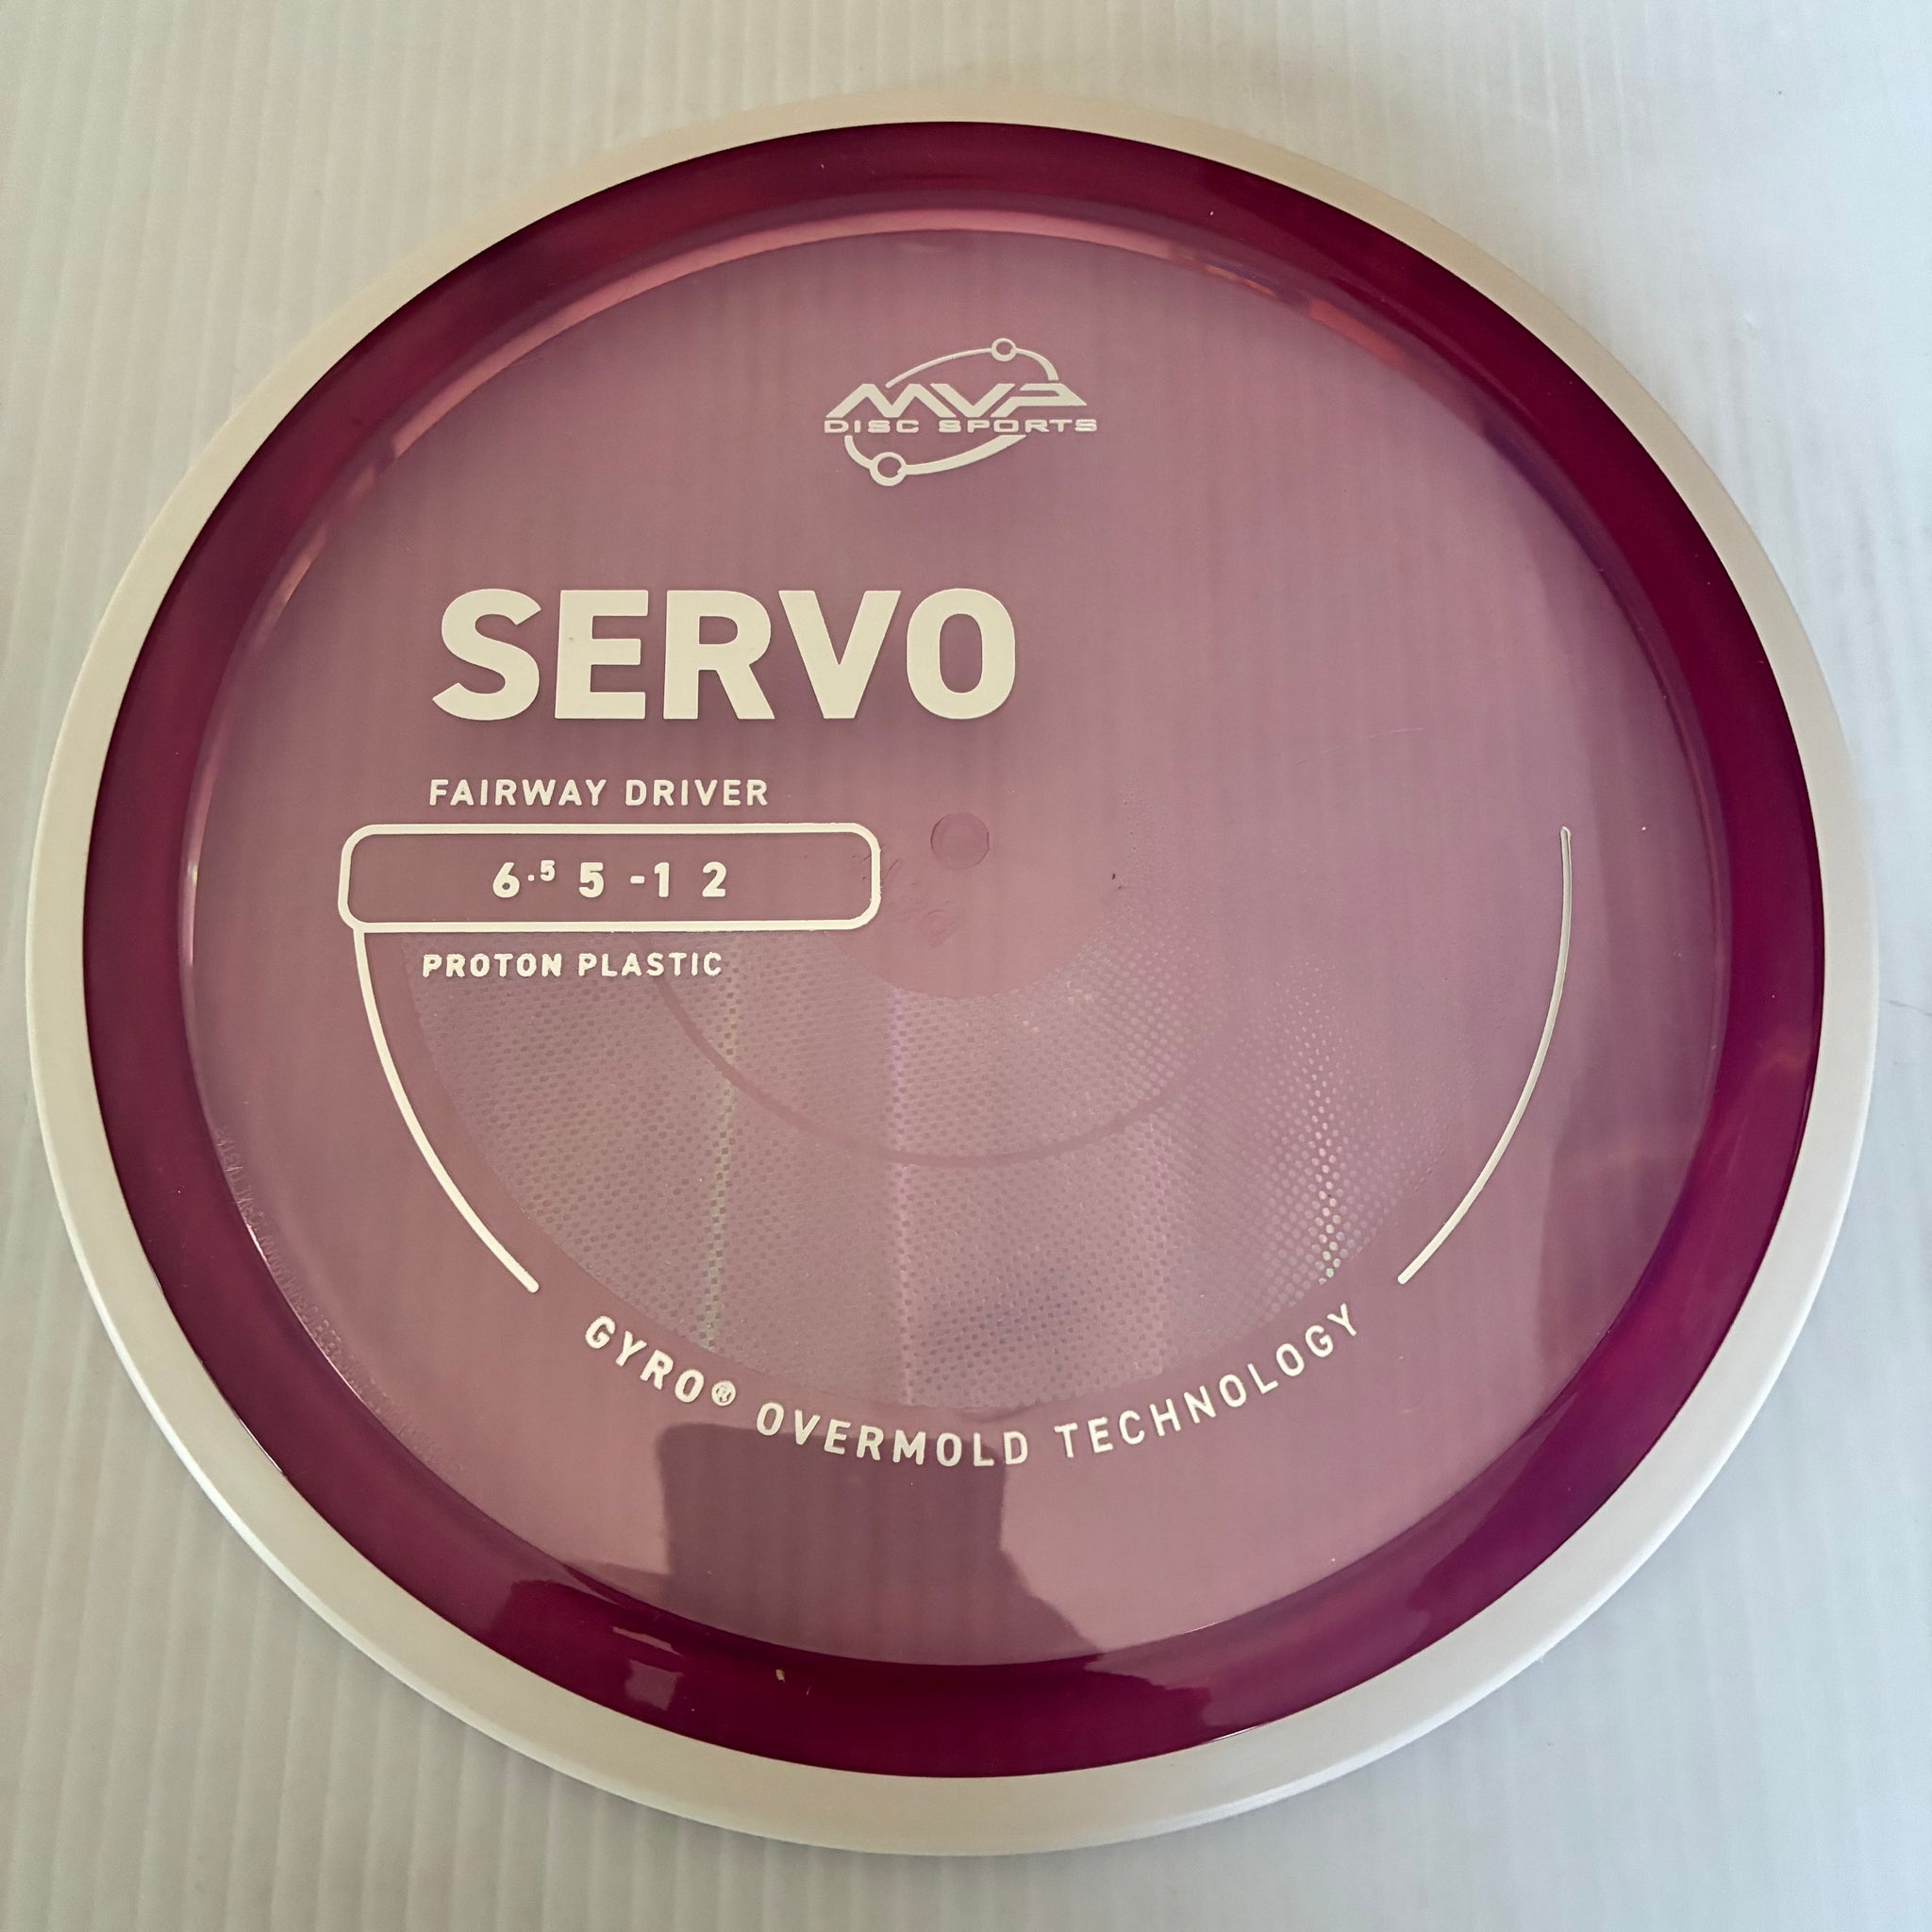 MVP
DISC SPORTS
SERVO
FAIRWAY DRIVER
6.5 5 -1 2
PROTON PLASTIC
GYRO® OVERMOLD TECHNOLOGY